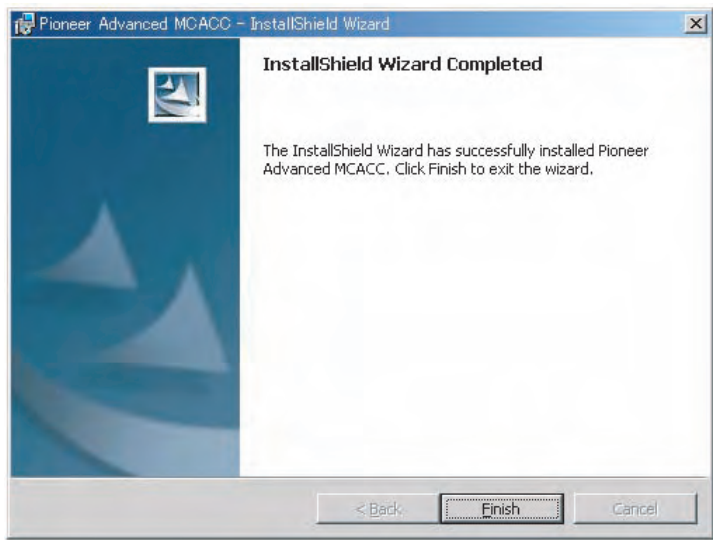 Pioneer Advanced MCACC - InstallShield Wizard
InstallShield Wizard Completed
The InstallShield Wizard has successfully installed Pioneer
Advanced MCACC. Click Finish to exit the wizard.
< Back
Finish
Cancel